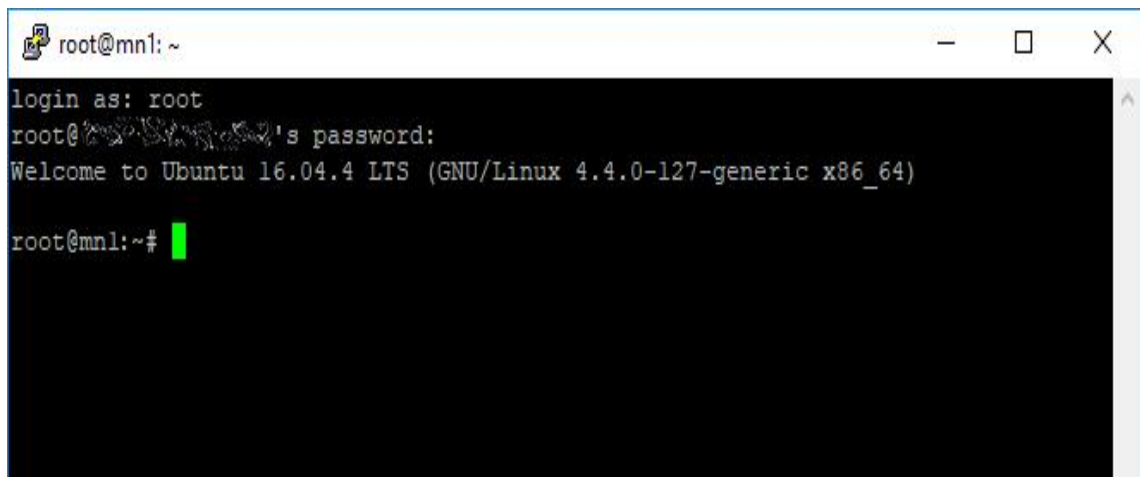 root@mn1: ~
login as: root
root@'s password:
Welcome to Ubuntu 16.04.4 LTS (GNU/Linux 4.4.0-127-generic x86_64)
root@mn1:~#